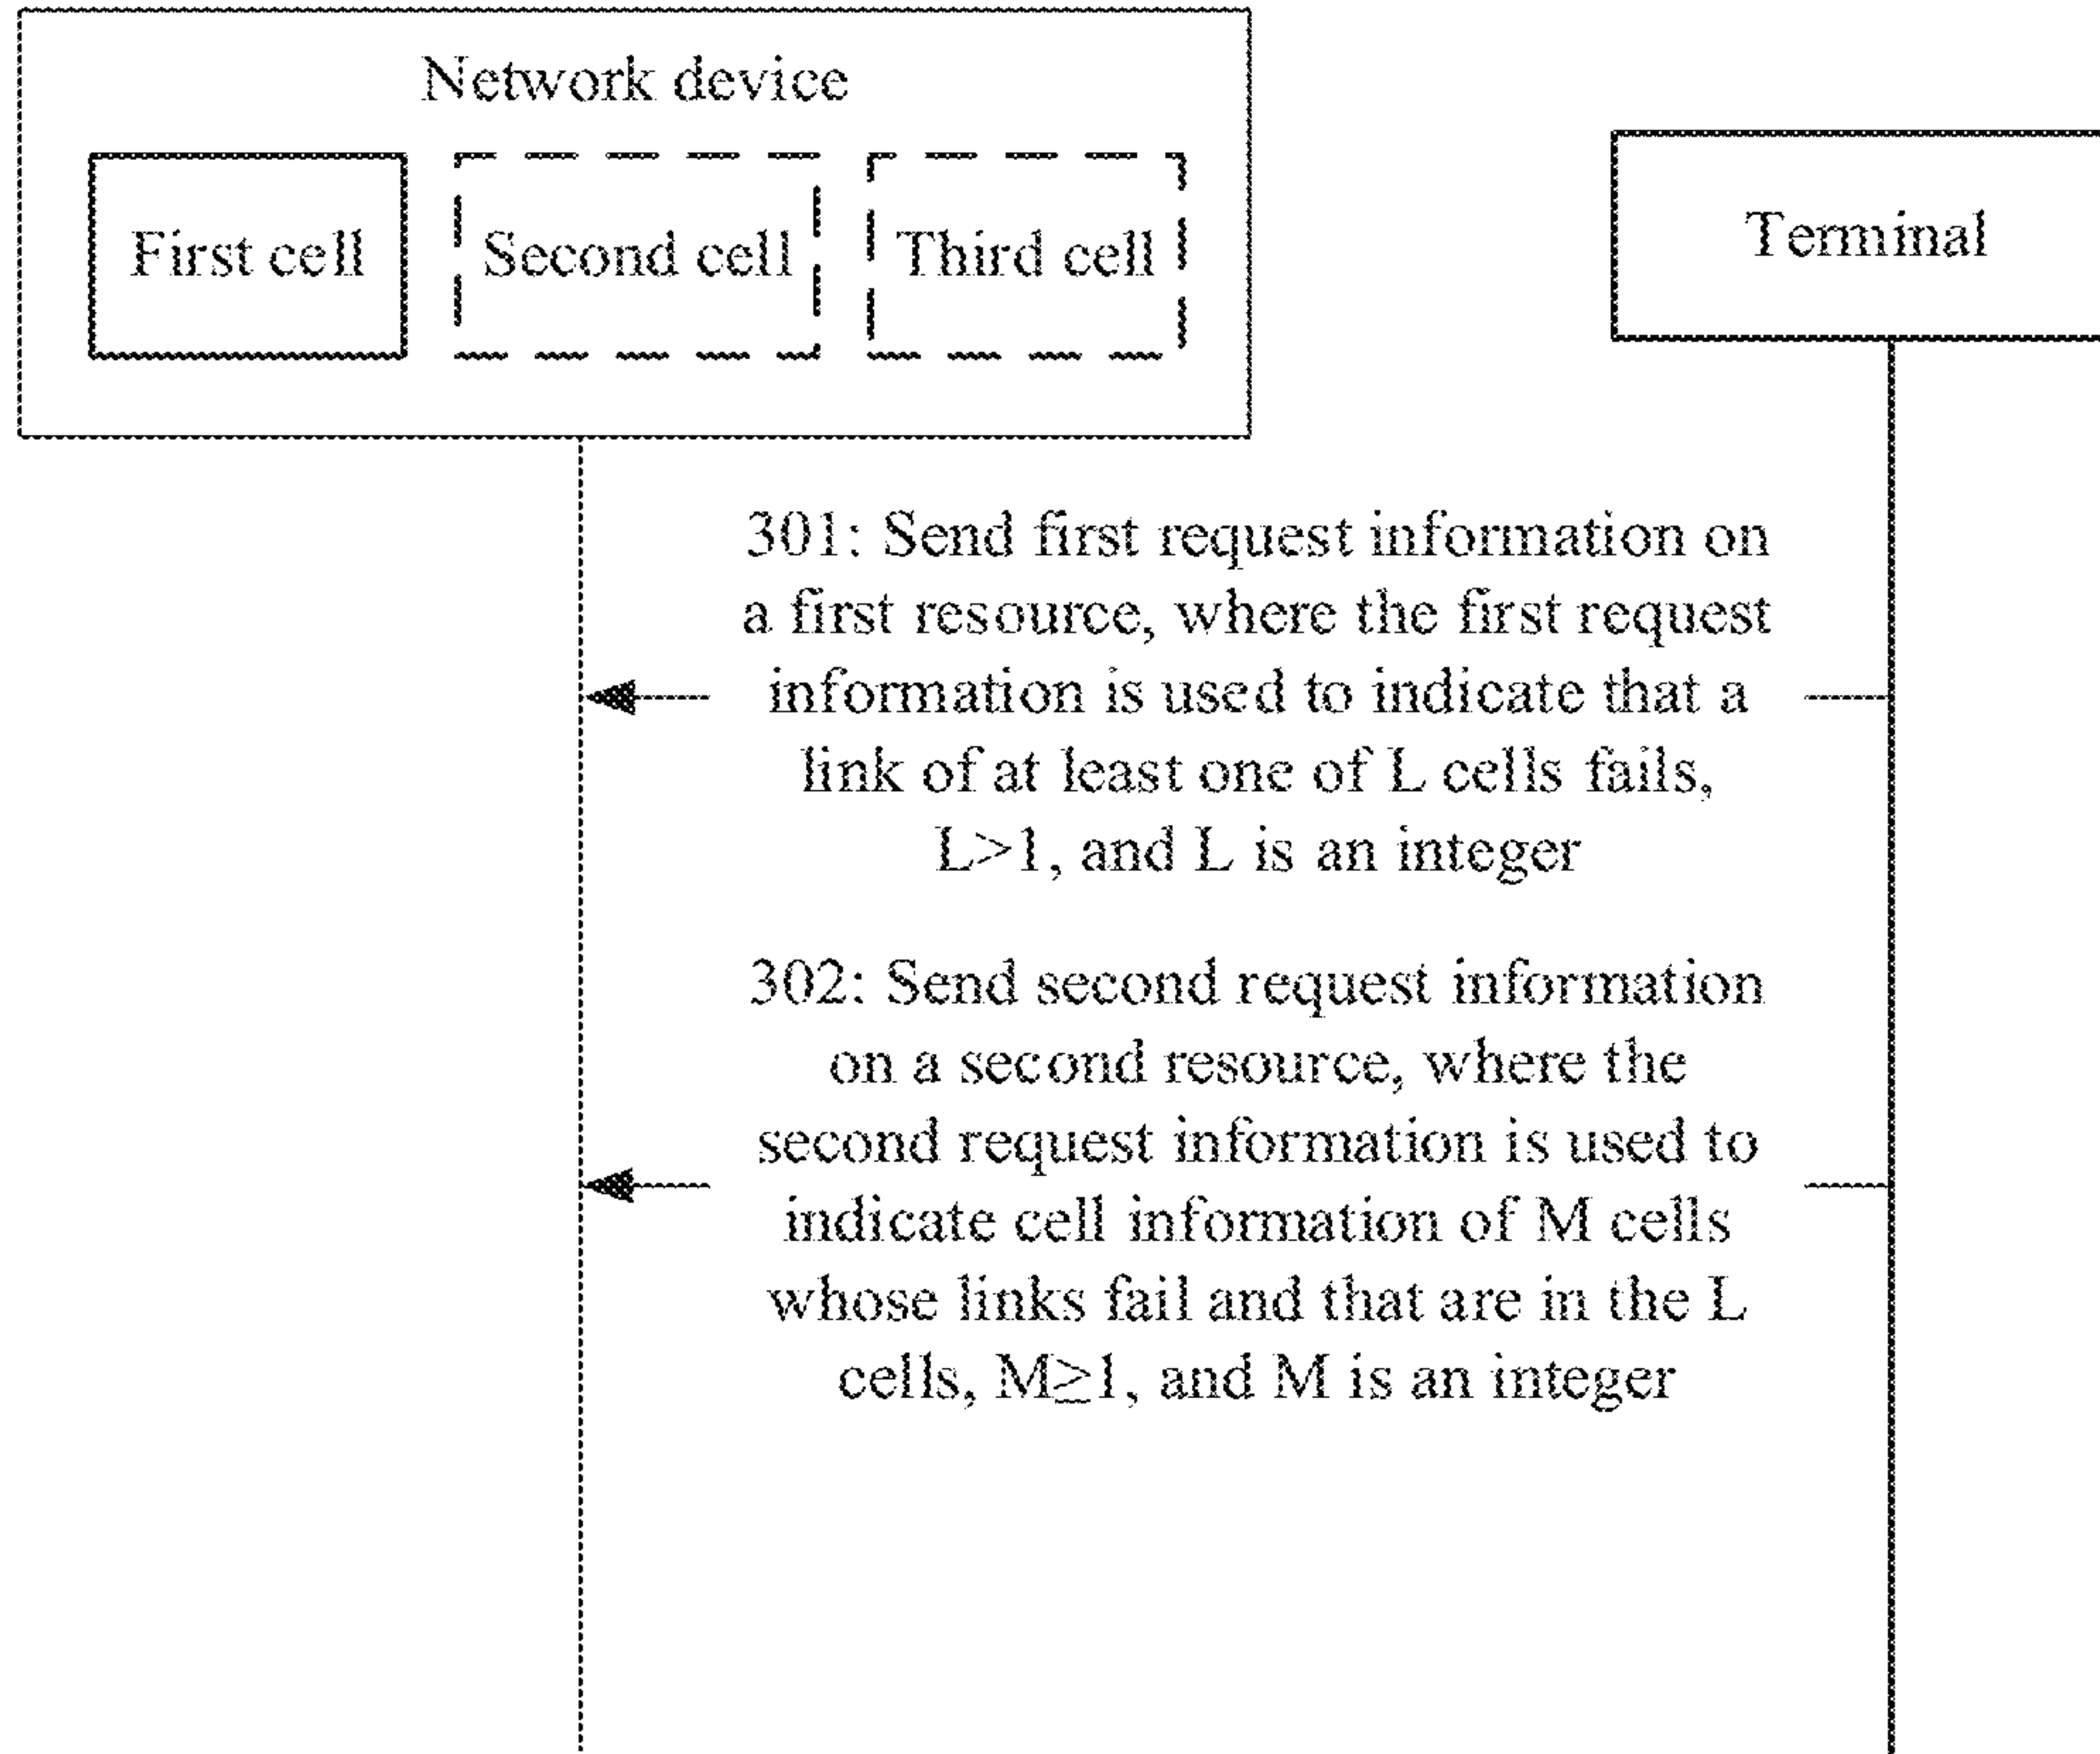 Network device
First cell
Second cell
Third cell
Terminal
301: Send first request information on
a first resource, where the first request
information is used to indicate that a
link of at least one of L cells fails,
L>1, and L is an integer
302: Send second request information
on a second resource, where the
second request information is used to
indicate cell information of M cells
whose links fail and that are in the L
cells, M≥1, and M is an integer